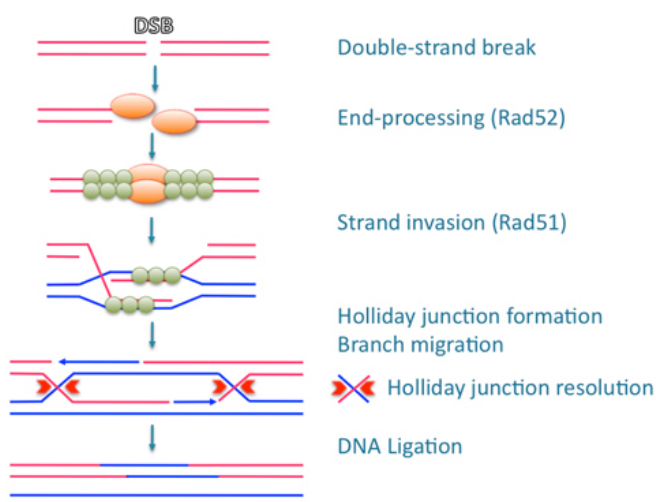 DSB
Double-strand break
End-processing (Rad52)
Strand invasion (Rad51)
Holliday junction formation
Branch migration
Holliday junction resolution
DNA Ligation